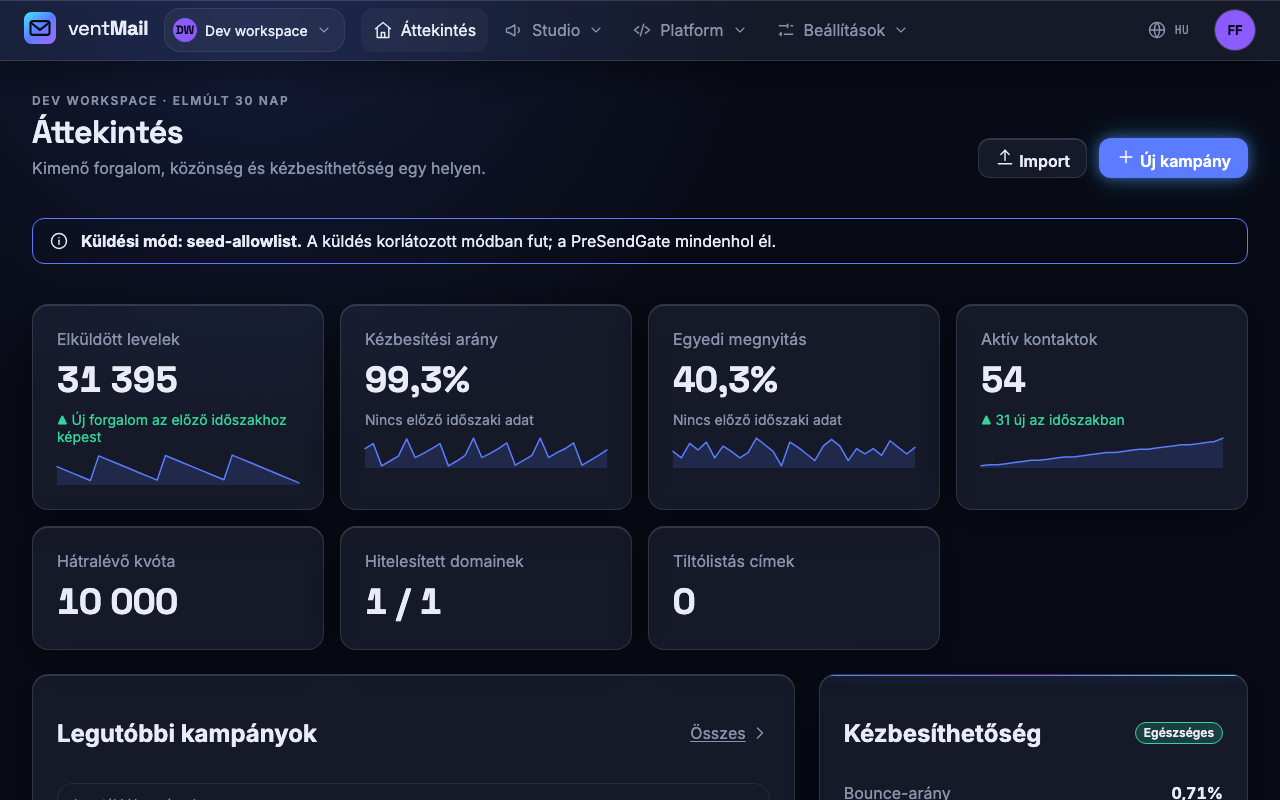 ventMail
DW Dev workspace
Áttekintés
Studio
Platform
Beállítások
HU
FF
DEV WORKSPACE · ELMÚLT 30 NAP
Áttekintés
Kimenő forgalom, közönség és kézbesíthetőség egy helyen.
Import
Új kampány
Küldési mód: seed-allowlist. A küldés korlátozott módban fut; a PreSendGate mindenhol él.
Elküldött levelek
31 395
▲ Új forgalom az előző időszakhoz
képest
Kézbesítési arány
99,3%
Nincs előző időszaki adat
Egyedi megnyitás
40,3%
Nincs előző időszaki adat
Aktív kontaktok
54
▲ 31 új az időszakban
Hátralévő kvóta
10 000
Hitelesített domainek
1 / 1
Tiltólistás címek
0
Legutóbbi kampányok
Összes
Kézbesíthetőség
Egészséges
Bounce-arány
0,71%